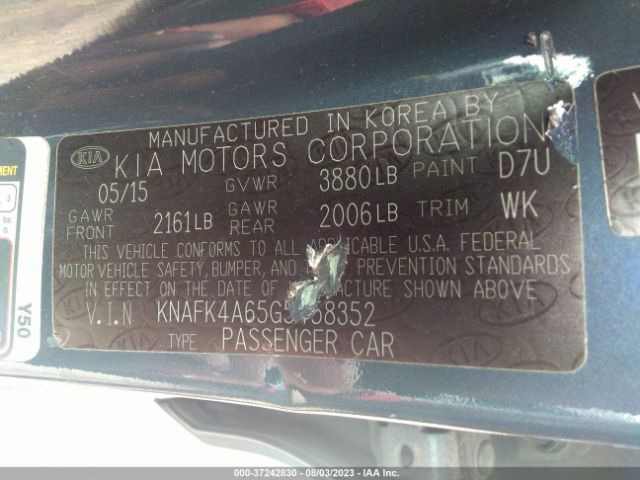 MANUFACTURED IN KOREA BY
KIA KIA MOTORS CORPORATION
05/15 GVWR 3880LB PAINT D7U
GAWR FRONT 2161LB GAWR REAR 2006LB TRIM WK
THIS VEHICLE CONFORMS TO ALL APPLICABLE U.S.A. FEDERAL
MOTOR VEHICLE SAFETY, BUMPER, AND PREVENTION STANDARDS
IN EFFECT ON THE DATE OF MANUFACTURE SHOWN ABOVE
V.I.N KNAFK4A65G5 58352
TYPE PASSENGER CAR
Y50
000-37242830 - 08/03/2023 - IAA Inc.